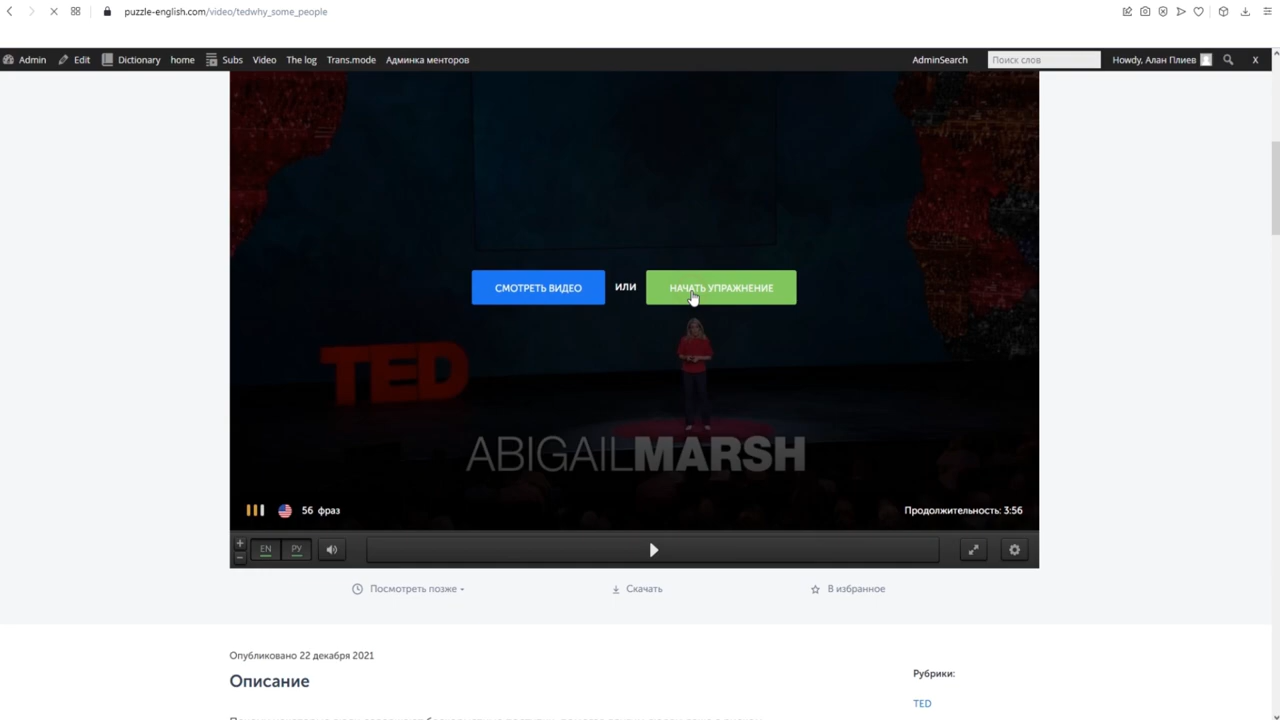 puzzle-english.com/video/tedwhy_some_people
Admin Edit Dictionary home Subs Video The log Trans.mode Админка менторов AdminSearch Поиск слов Howdy, Алан Плиев X
СМОТРЕТЬ ВИДЕО ИЛИ НАЧАТЬ УПРАЖНЕНИЕ
TED
ABIGAILMARSH
56 фраз Продолжительность: 3:56
+ EN РУ
−
Посмотреть позже Скачать В избранное
Опубликовано 22 декабря 2021
Рубрики:
Описание
TED